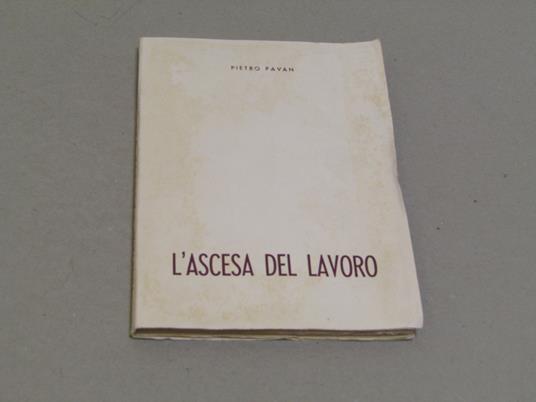 PIETRO PAVAN
L'ASCESA DEL LAVORO